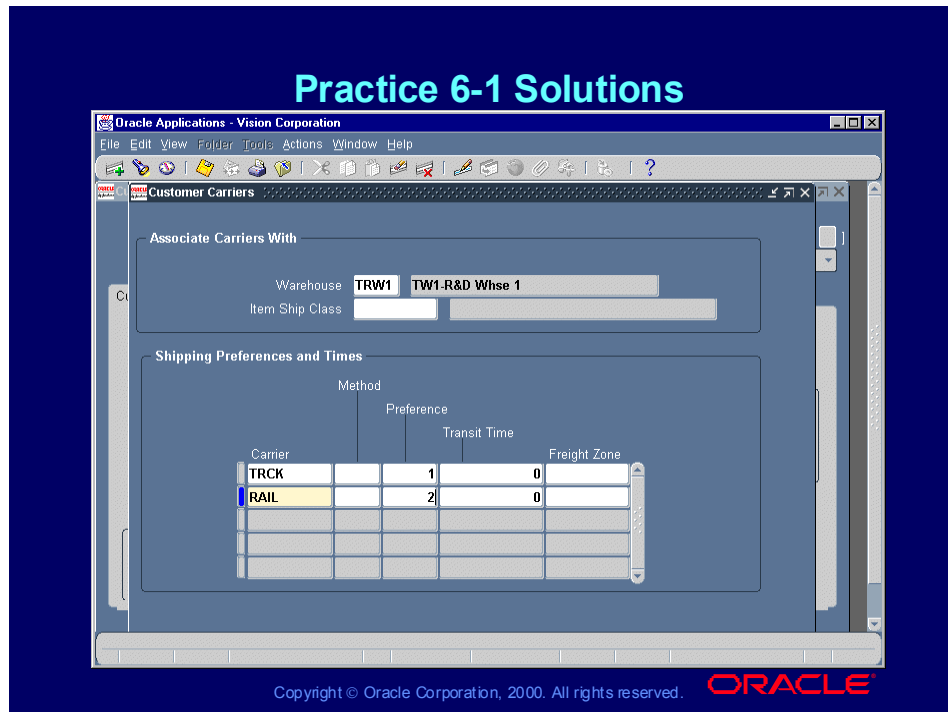 Practice 6-1 Solutions
Oracle Applications - Vision Corporation
File Edit View Folder Tools Actions Window Help
Customer Carriers
Associate Carriers With
Warehouse TRW1 TW1-R&D Whse 1
Item Ship Class
Shipping Preferences and Times
Method
Preference
Transit Time
Carrier Freight Zone
TRCK 1 0
RAIL 2 0
Copyright © Oracle Corporation, 2000. All rights reserved.
ORACLE®